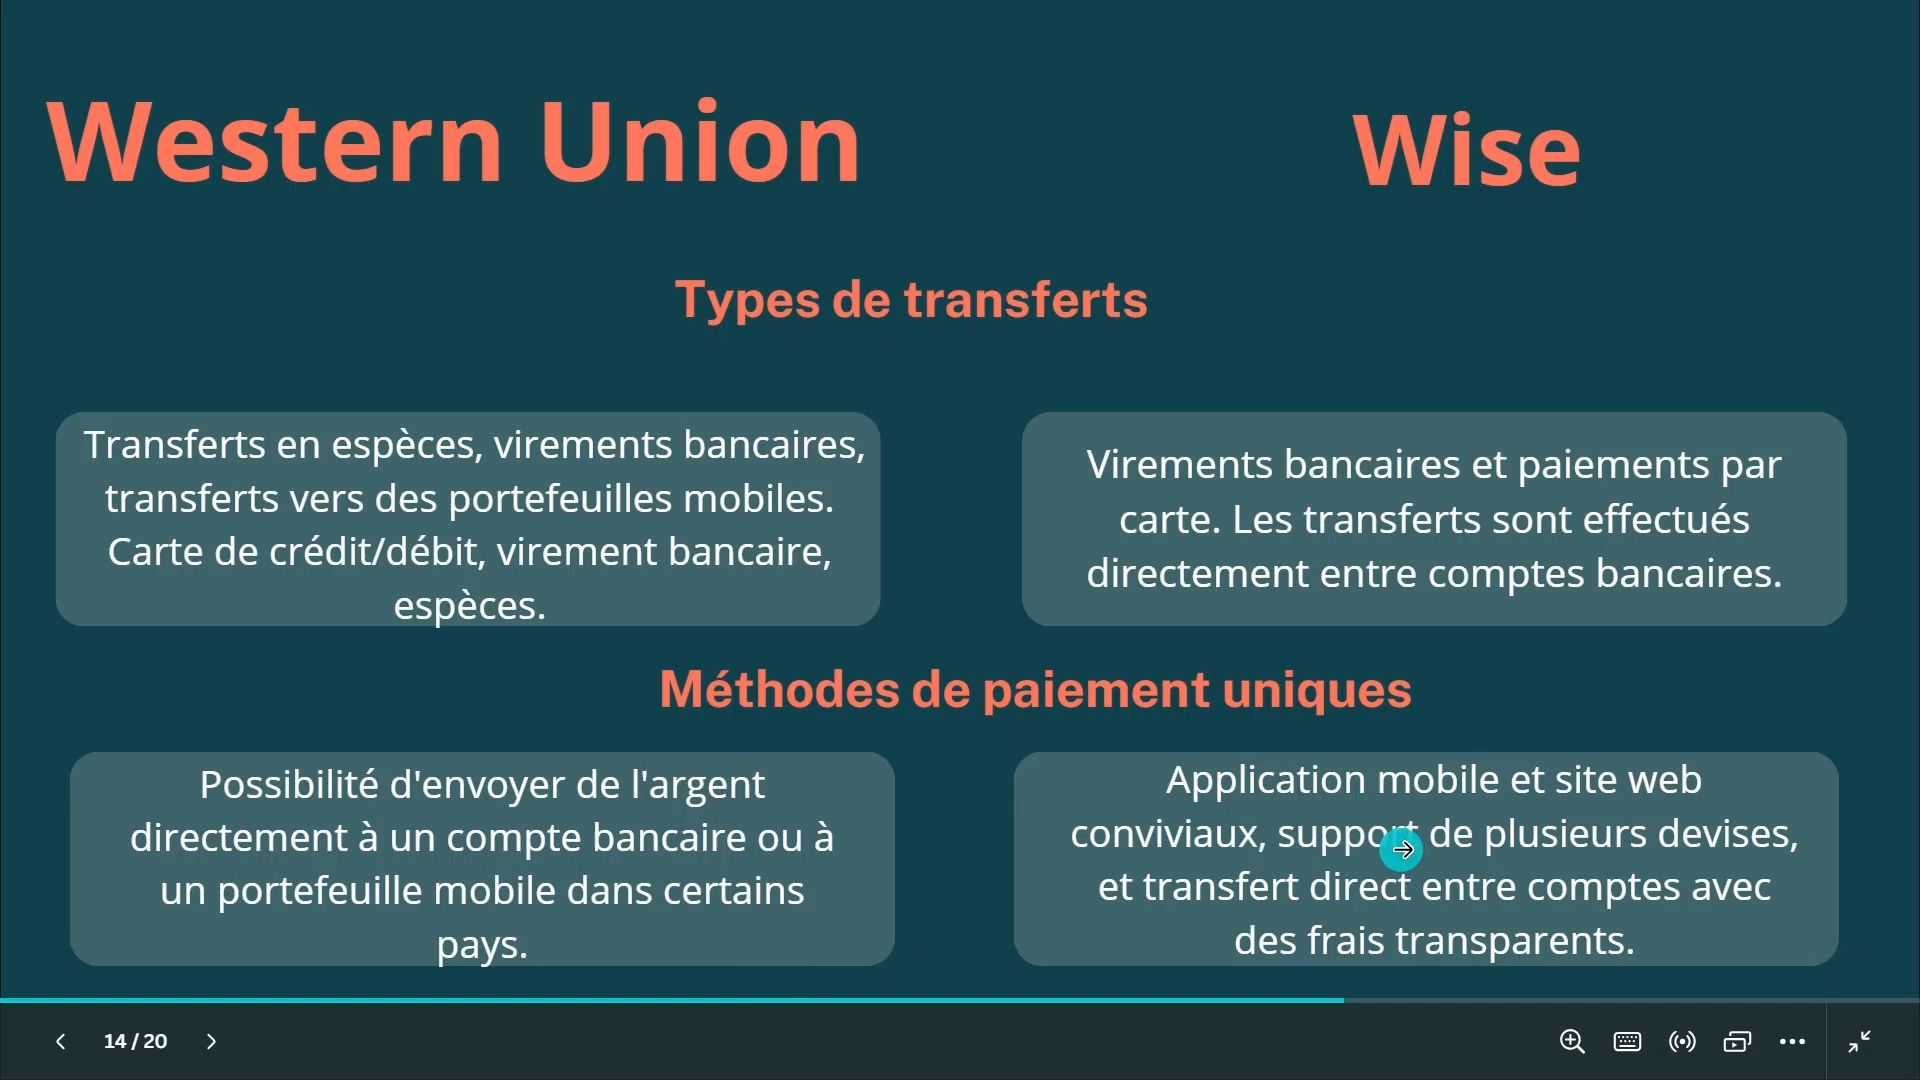 Western Union
Wise
Types de transferts
Transferts en espèces, virements bancaires,
transferts vers des portefeuilles mobiles.
Carte de crédit/débit, virement bancaire,
espèces.
Virements bancaires et paiements par
carte. Les transferts sont effectués
directement entre comptes bancaires.
Méthodes de paiement uniques
Possibilité d'envoyer de l'argent
directement à un compte bancaire ou à
un portefeuille mobile dans certains
pays.
Application mobile et site web
conviviaux, support de plusieurs devises,
et transfert direct entre comptes avec
des frais transparents.
14 / 20